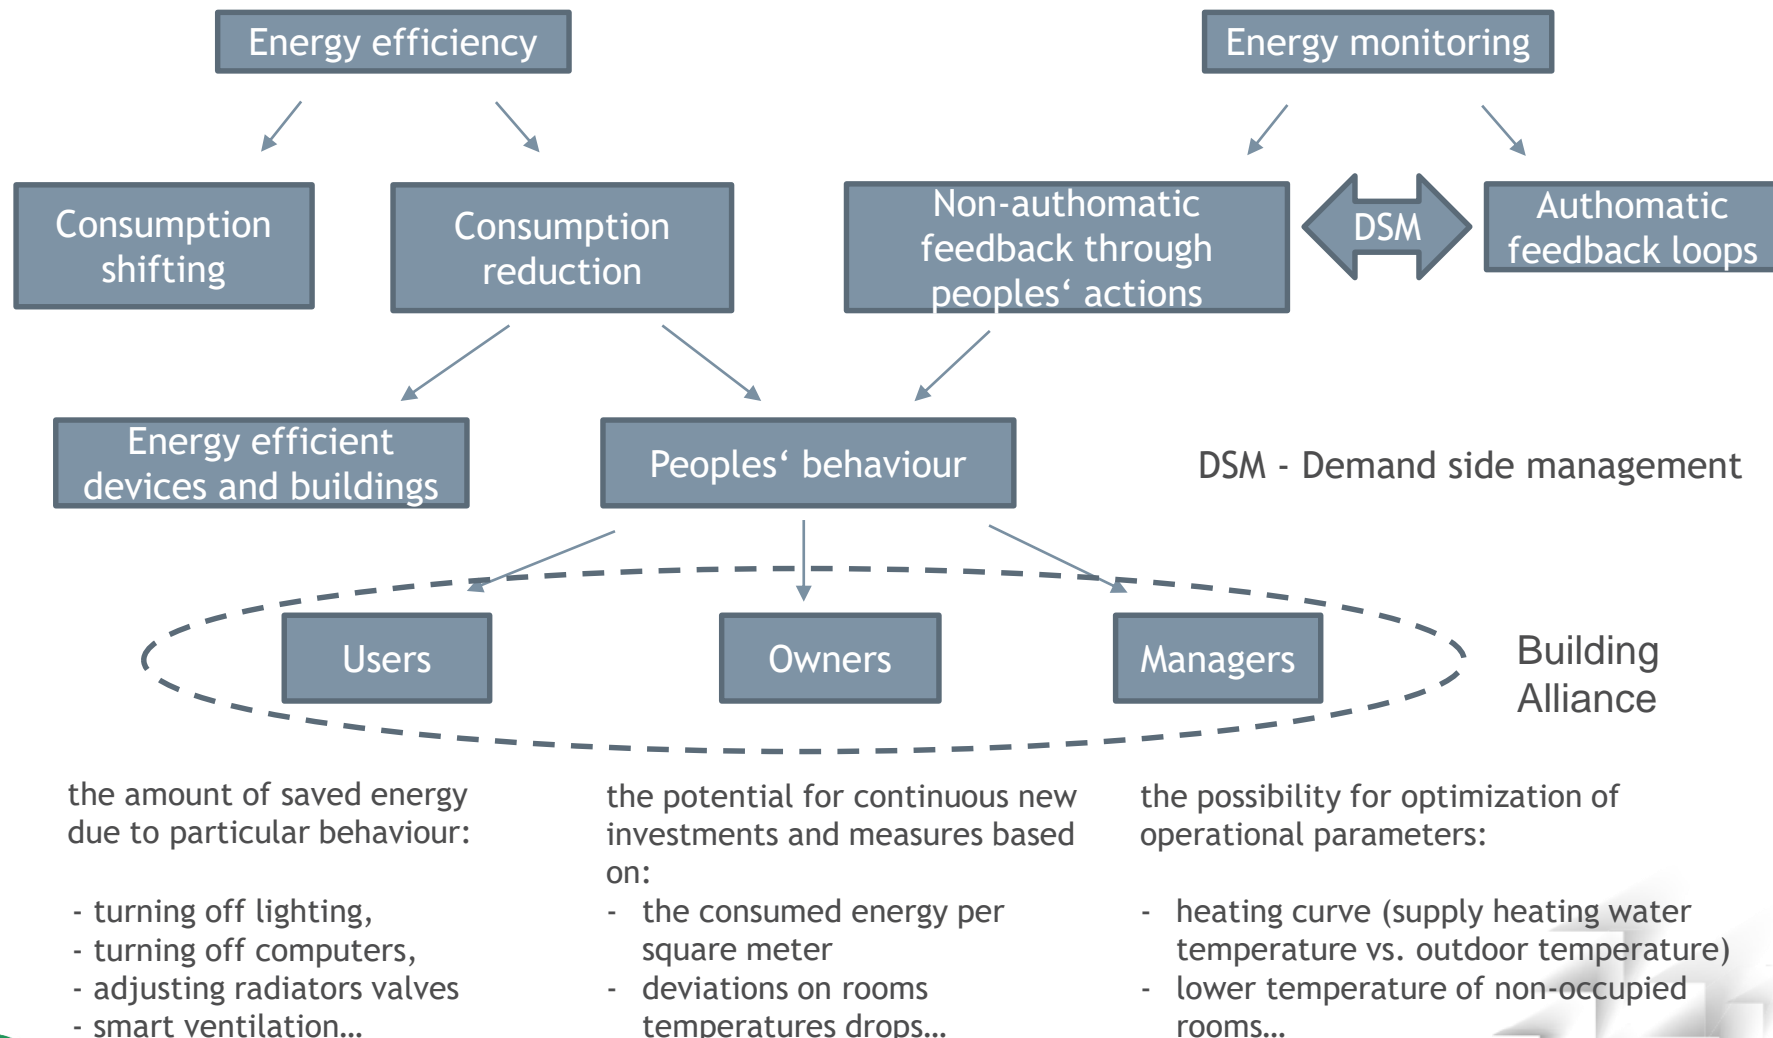 Energy efficiency
Energy monitoring
Consumption
shifting
Consumption
reduction
Non-authomatic
feedback through
peoples‘ actions
DSM
Authomatic
feedback loops
Energy efficient
devices and buildings
Peoples‘ behaviour
DSM - Demand side management
Users
Owners
Managers
Building
Alliance
the amount of saved energy
due to particular behaviour:
- turning off lighting,
- turning off computers,
- adjusting radiators valves
- smart ventilation…
the potential for continuous new
investments and measures based
on:
- the consumed energy per
square meter
- deviations on rooms
temperatures drops…
the possibility for optimization of
operational parameters:
- heating curve (supply heating water
temperature vs. outdoor temperature)
- lower temperature of non-occupied
rooms…